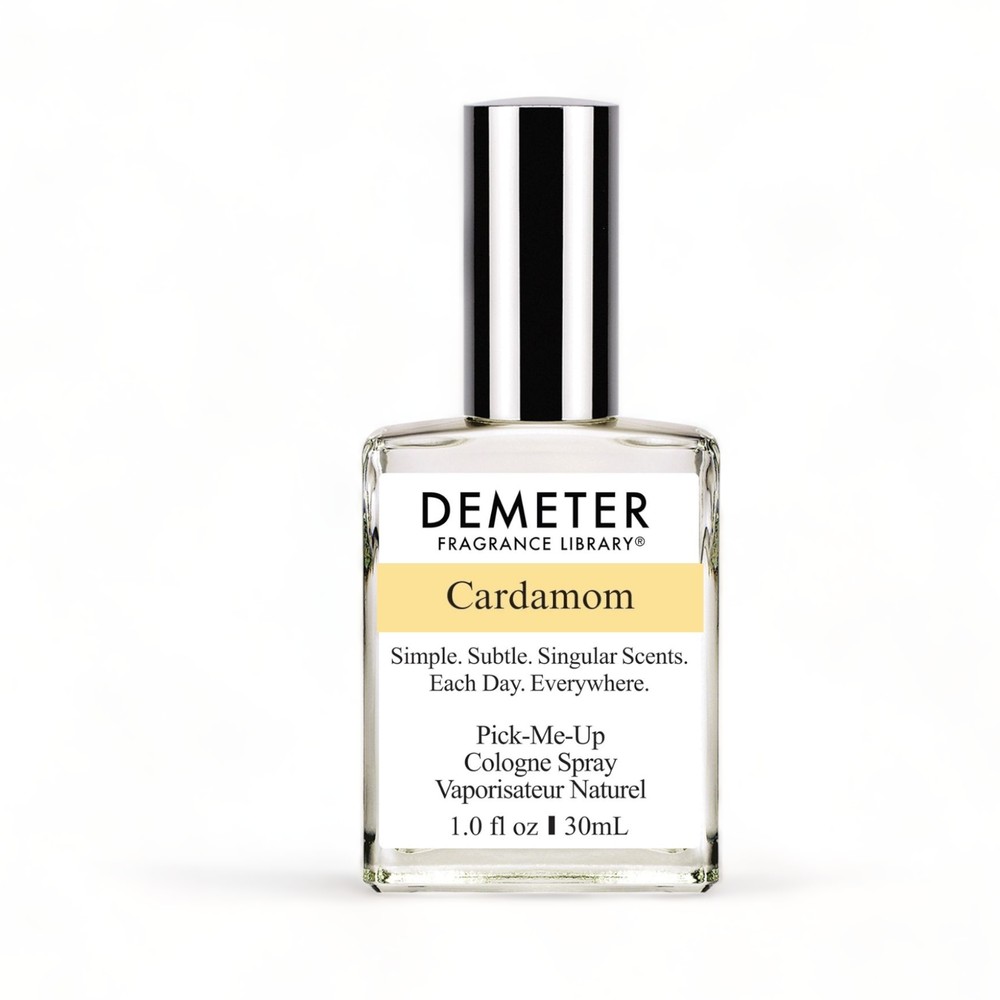 DEMETER
FRAGRANCE LIBRARY®
Cardamom
Simple. Subtle. Singular Scents.
Each Day. Everywhere.
Pick-Me-Up
Cologne Spray
Vaporisateur Naturel
1.0 fl oz ▌30mL